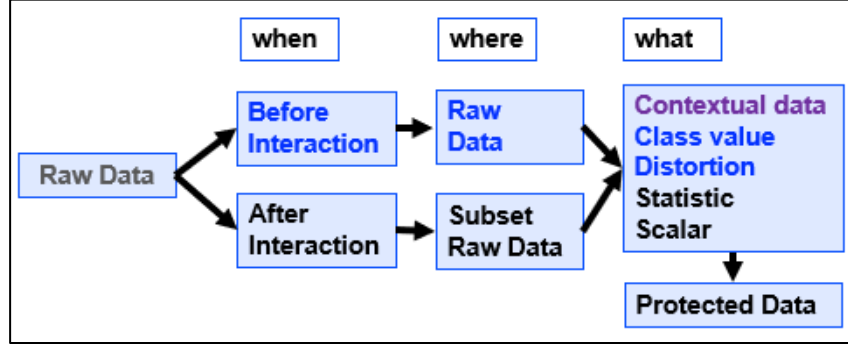 when
where
what
Raw Data
Before
Interaction
Raw
Data
After
Interaction
Subset
Raw Data
Contextual data
Class value
Distortion
Statistic
Scalar
Protected Data